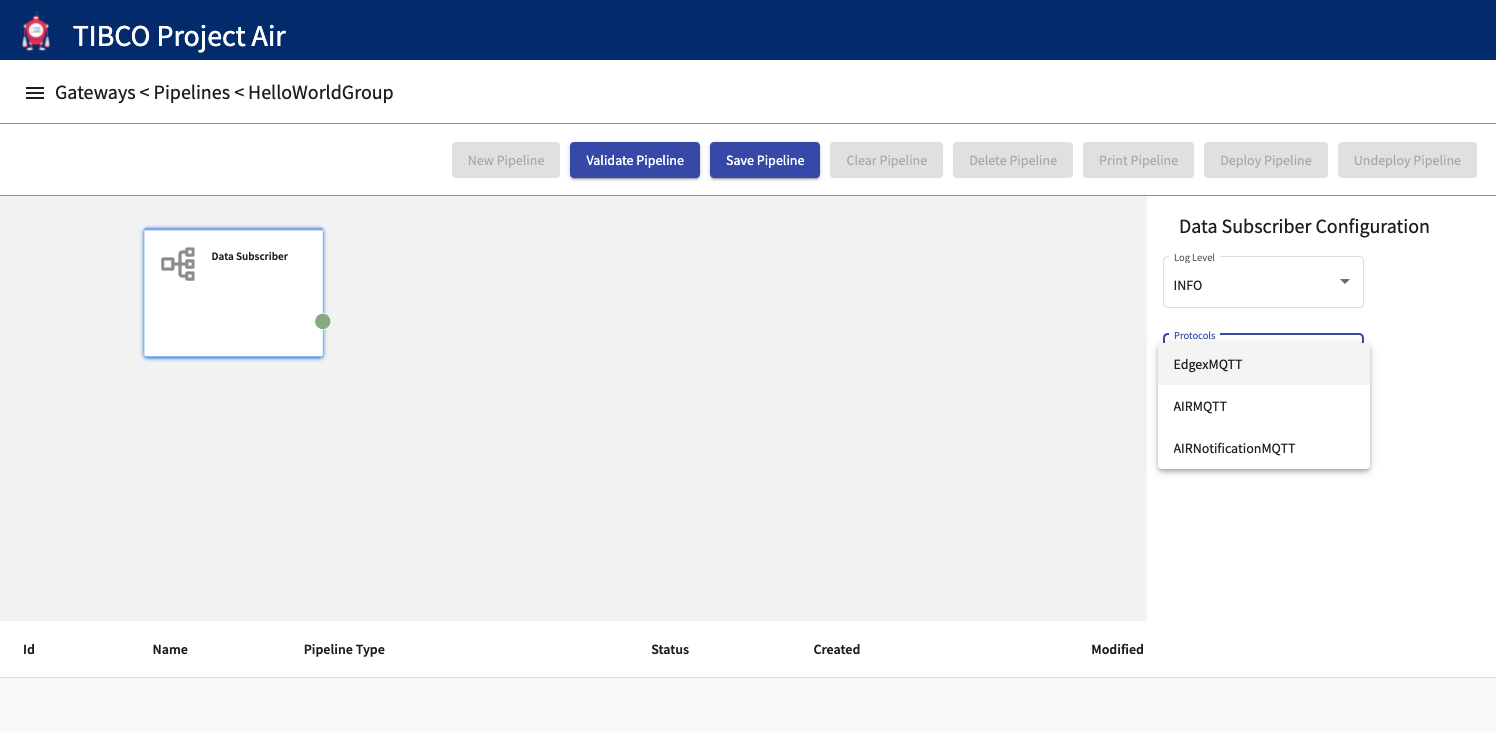 TIBCO Project Air
Gateways < Pipelines < HelloWorldGroup
New Pipeline Validate Pipeline Save Pipeline Clear Pipeline Delete Pipeline Print Pipeline Deploy Pipeline Undeploy Pipeline
Data Subscriber
Data Subscriber Configuration
Log Level
INFO
Protocols
EdgexMQTT
AIRMQTT
AIRNotificationMQTT
Id Name Pipeline Type Status Created Modified